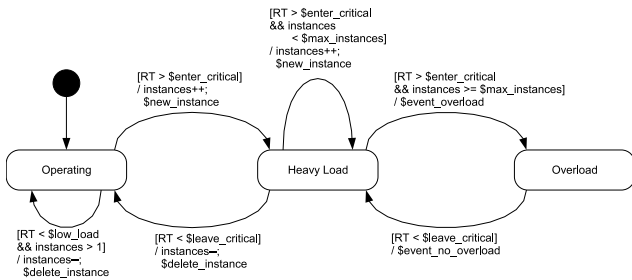 [RT > $enter_critical
&& instances
< $max_instances]
/ instances++;
$new_instance
[RT > $enter_critical]
/ instances++;
$new_instance
[RT > $enter_critical
&& instances >= $max_instances]
/ $event_overload
Operating
Heavy Load
Overload
[RT < $low_load
&& instances > 1]
/ instances--;
$delete_instance
[RT < $leave_critical]
/ instances--;
$delete_instance
[RT < $leave_critical]
/ $event_no_overload